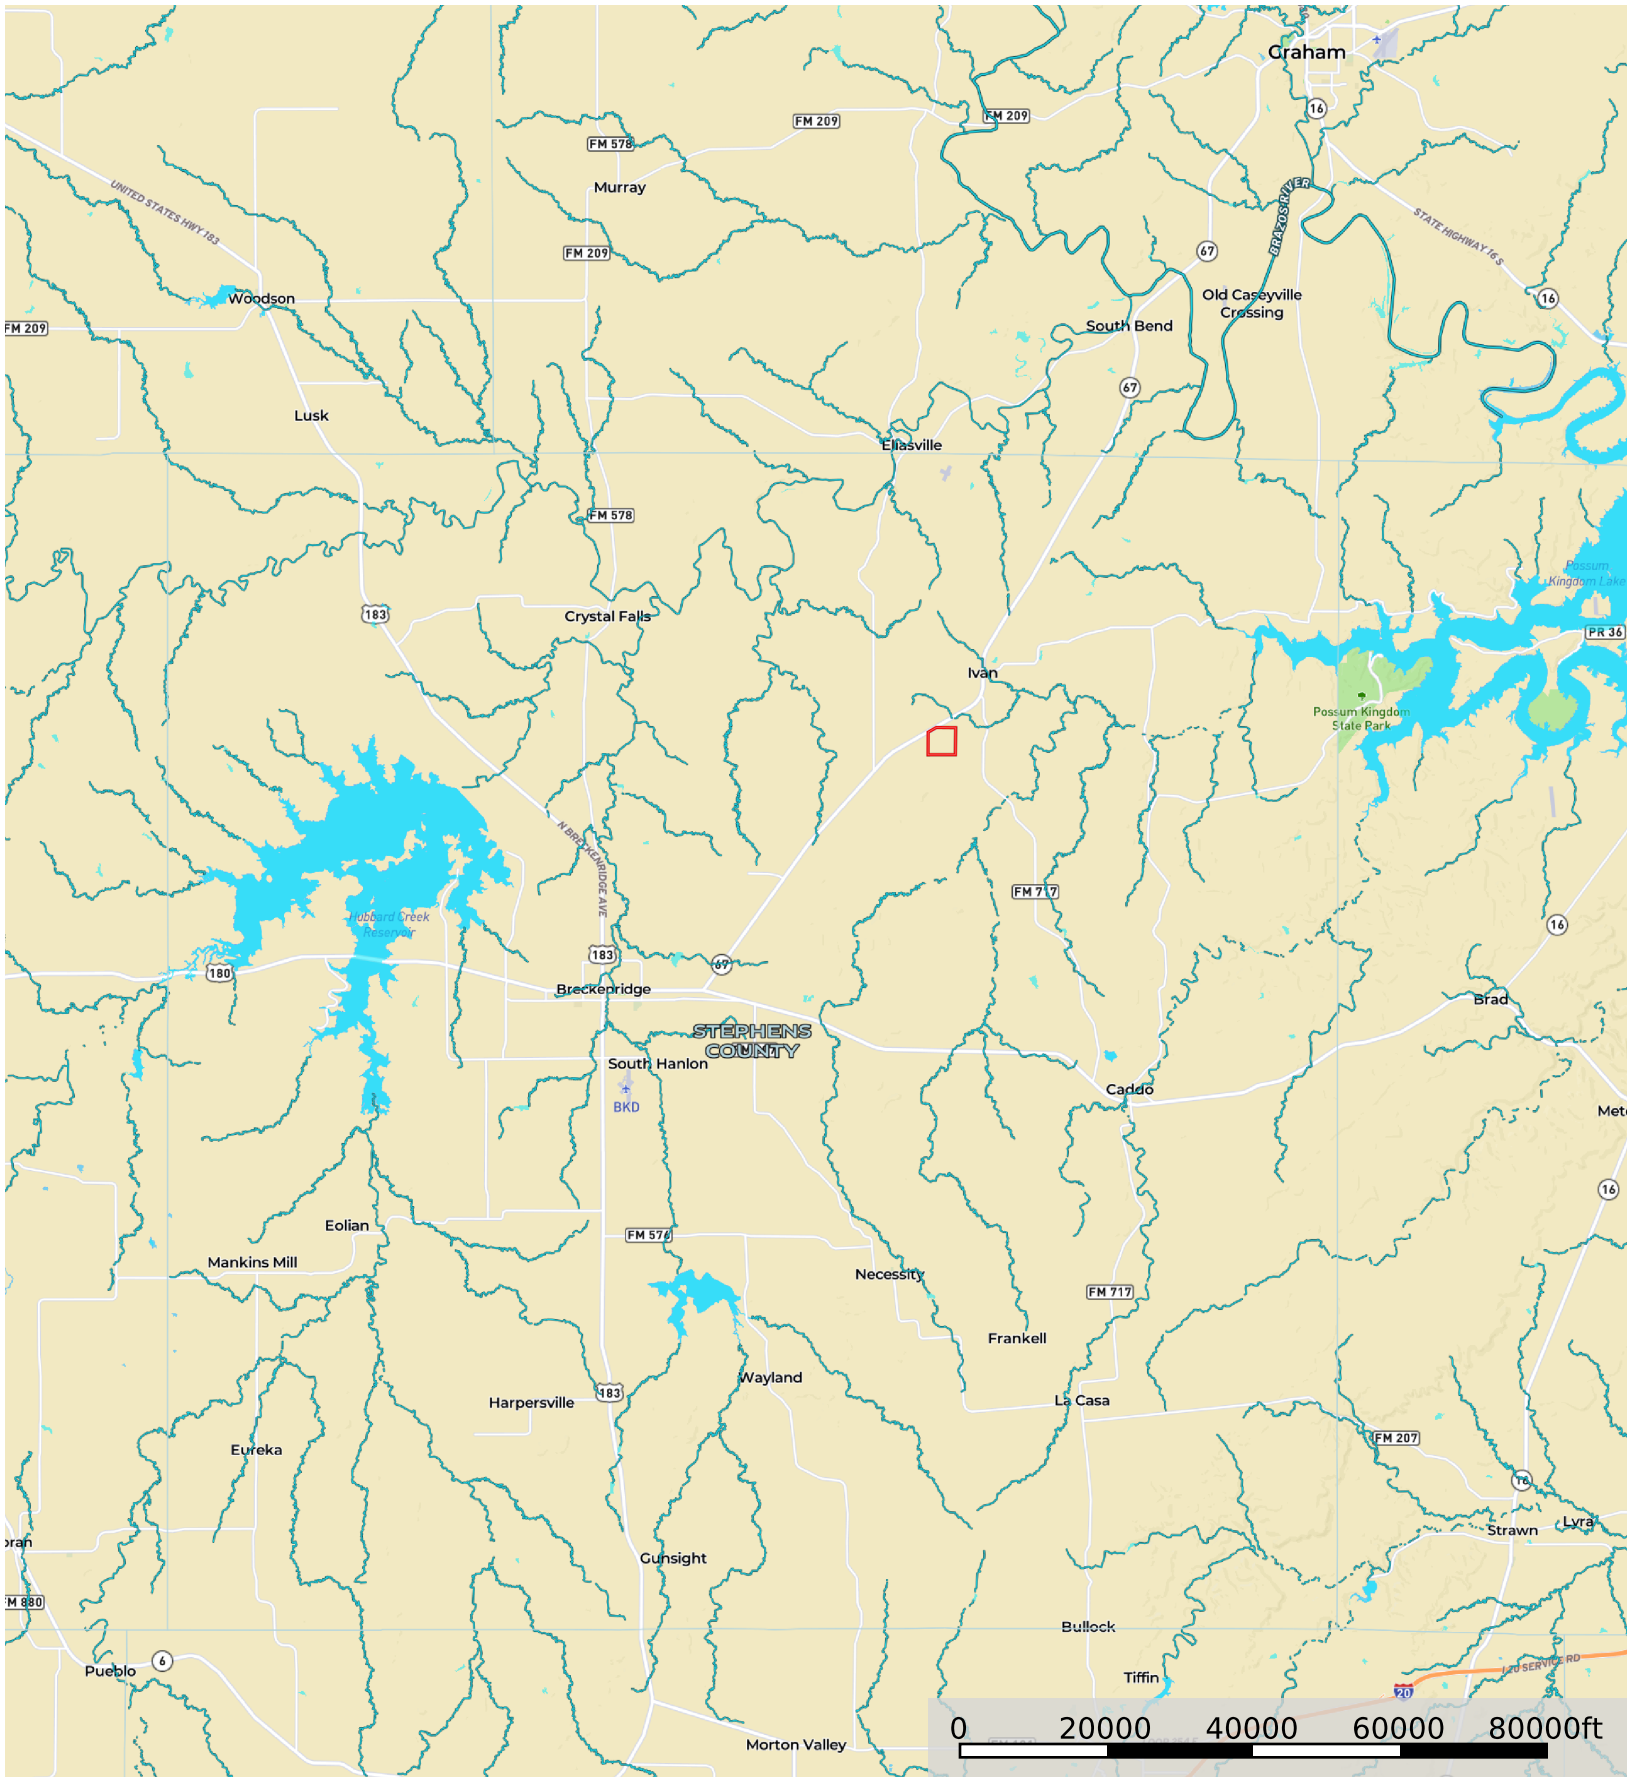 Graham
16
FM 209
FM 209
FM 578
UNITED STATES HWY 183
Murray
BRAZOS RIVER
STATE HIGHWAY 16 S
FM 209
67
Woodson
Old Caseyville
Crossing
16
FM 209
South Bend
67
Lusk
Eliasville
FM 578
Possum
Kingdom Lake
183
Crystal Falls
PR 36
Ivan
Possum Kingdom
State Park
N BRECKENRIDGE AVE
FM 717
Hubbard Creek
Reservoir
16
183
67
180
Breckenridge
Brad
STEPHENS
COUNTY
South Hanlon
Caddo
BKD
16
Eolian
FM 576
Mankins Mill
Necessity
FM 717
Frankell
Wayland
183
Harpersville
La Casa
FM 207
Eureka
16
Lyra
Strawn
Gunsight
FM 880
Bullock
6
Pueblo
I 20 SERVICE RD
Tiffin
20
0 20000 40000 60000 80000ft
Morton Valley